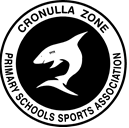 CRONULLA ZONE
PRIMARY SCHOOLS SPORTS ASSOCIATION